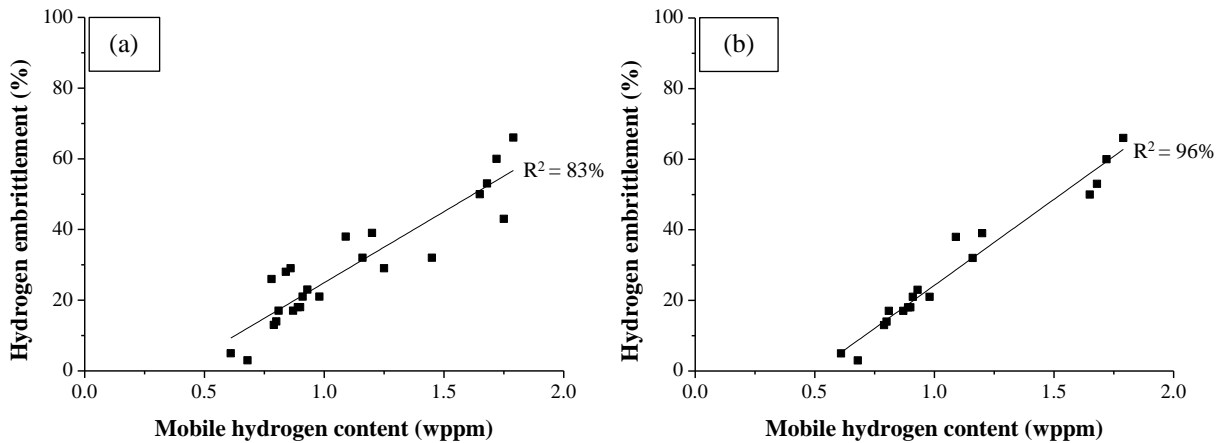 (a)
Hydrogen embrittlement (%)
100
80
60
40
20
0
R² = 83%
0.0 0.5 1.0 1.5 2.0
Mobile hydrogen content (wppm)
(b)
Hydrogen embrittlement (%)
100
80
60
40
20
0
R² = 96%
0.0 0.5 1.0 1.5 2.0
Mobile hydrogen content (wppm)